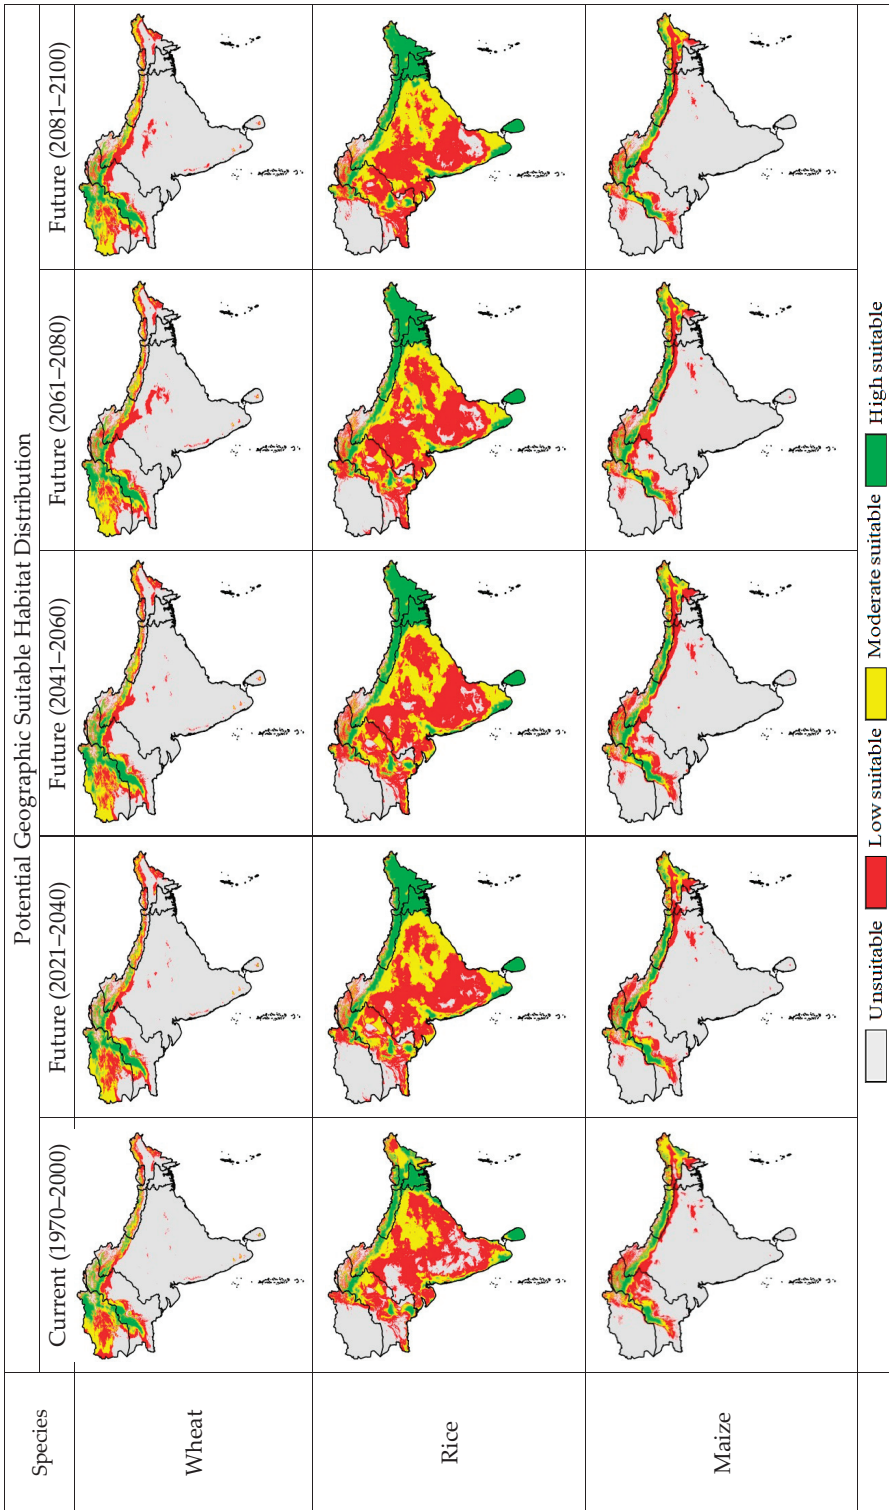 Potential Geographic Suitable Habitat Distribution
Species
Current (1970–2000)
Future (2021–2040)
Future (2041–2060)
Future (2061–2080)
Future (2081–2100)
Wheat
Rice
Maize
Unsuitable
Low suitable
Moderate suitable
High suitable